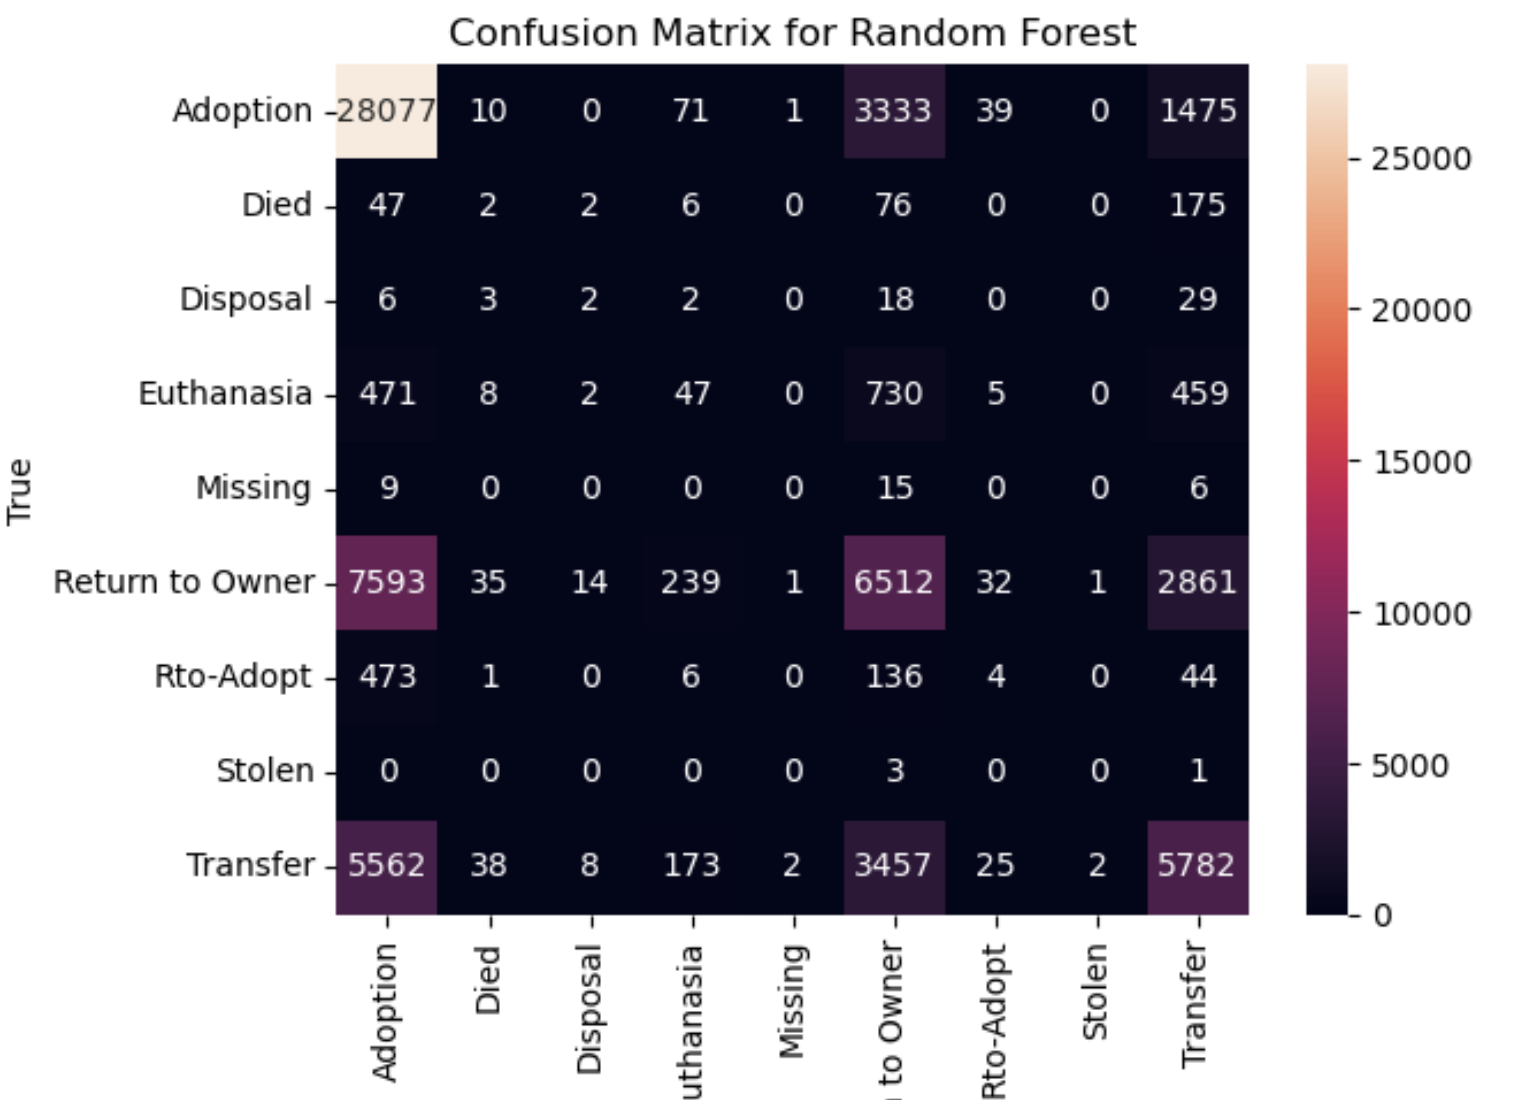 Confusion Matrix for Random Forest
Adoption 28077 10 0 71 1 3333 39 0 1475
Died 47 2 2 6 0 76 0 0 175
Disposal 6 3 2 2 0 18 0 0 29
Euthanasia 471 8 2 47 0 730 5 0 459
Missing 9 0 0 0 0 15 0 0 6
Return to Owner 7593 35 14 239 1 6512 32 1 2861
Rto-Adopt 473 1 0 6 0 136 4 0 44
Stolen 0 0 0 0 0 3 0 0 1
Transfer 5562 38 8 173 2 3457 25 2 5782
True
Adoption
Died
Disposal
uthanasia
Missing
n to Owner
Rto-Adopt
Stolen
Transfer
25000
20000
15000
10000
5000
0